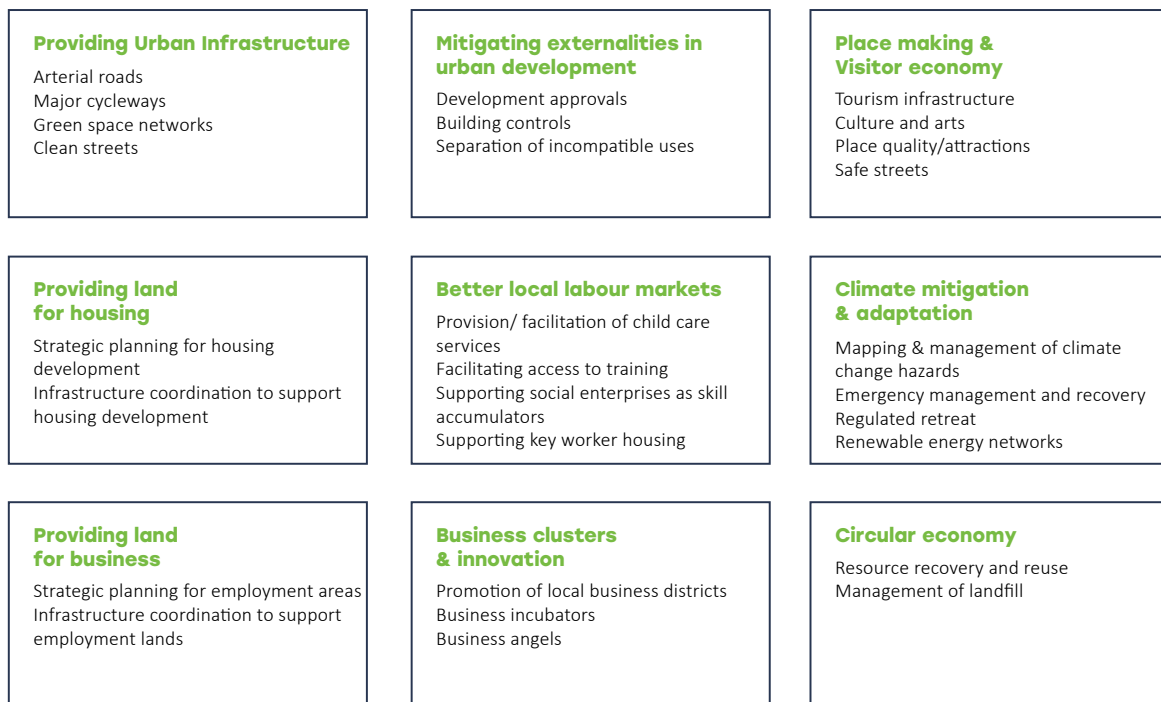 Providing Urban Infrastructure
Arterial roads
Major cycleways
Green space networks
Clean streets
Mitigating externalities in
urban development
Development approvals
Building controls
Separation of incompatible uses
Place making &
Visitor economy
Tourism infrastructure
Culture and arts
Place quality/attractions
Safe streets
Providing land
for housing
Strategic planning for housing
development
Infrastructure coordination to support
housing development
Better local labour markets
Provision/ facilitation of child care
services
Facilitating access to training
Supporting social enterprises as skill
accumulators
Supporting key worker housing
Climate mitigation
& adaptation
Mapping & management of climate
change hazards
Emergency management and recovery
Regulated retreat
Renewable energy networks
Providing land
for business
Strategic planning for employment areas
Infrastructure coordination to support
employment lands
Business clusters
& innovation
Promotion of local business districts
Business incubators
Business angels
Circular economy
Resource recovery and reuse
Management of landfill